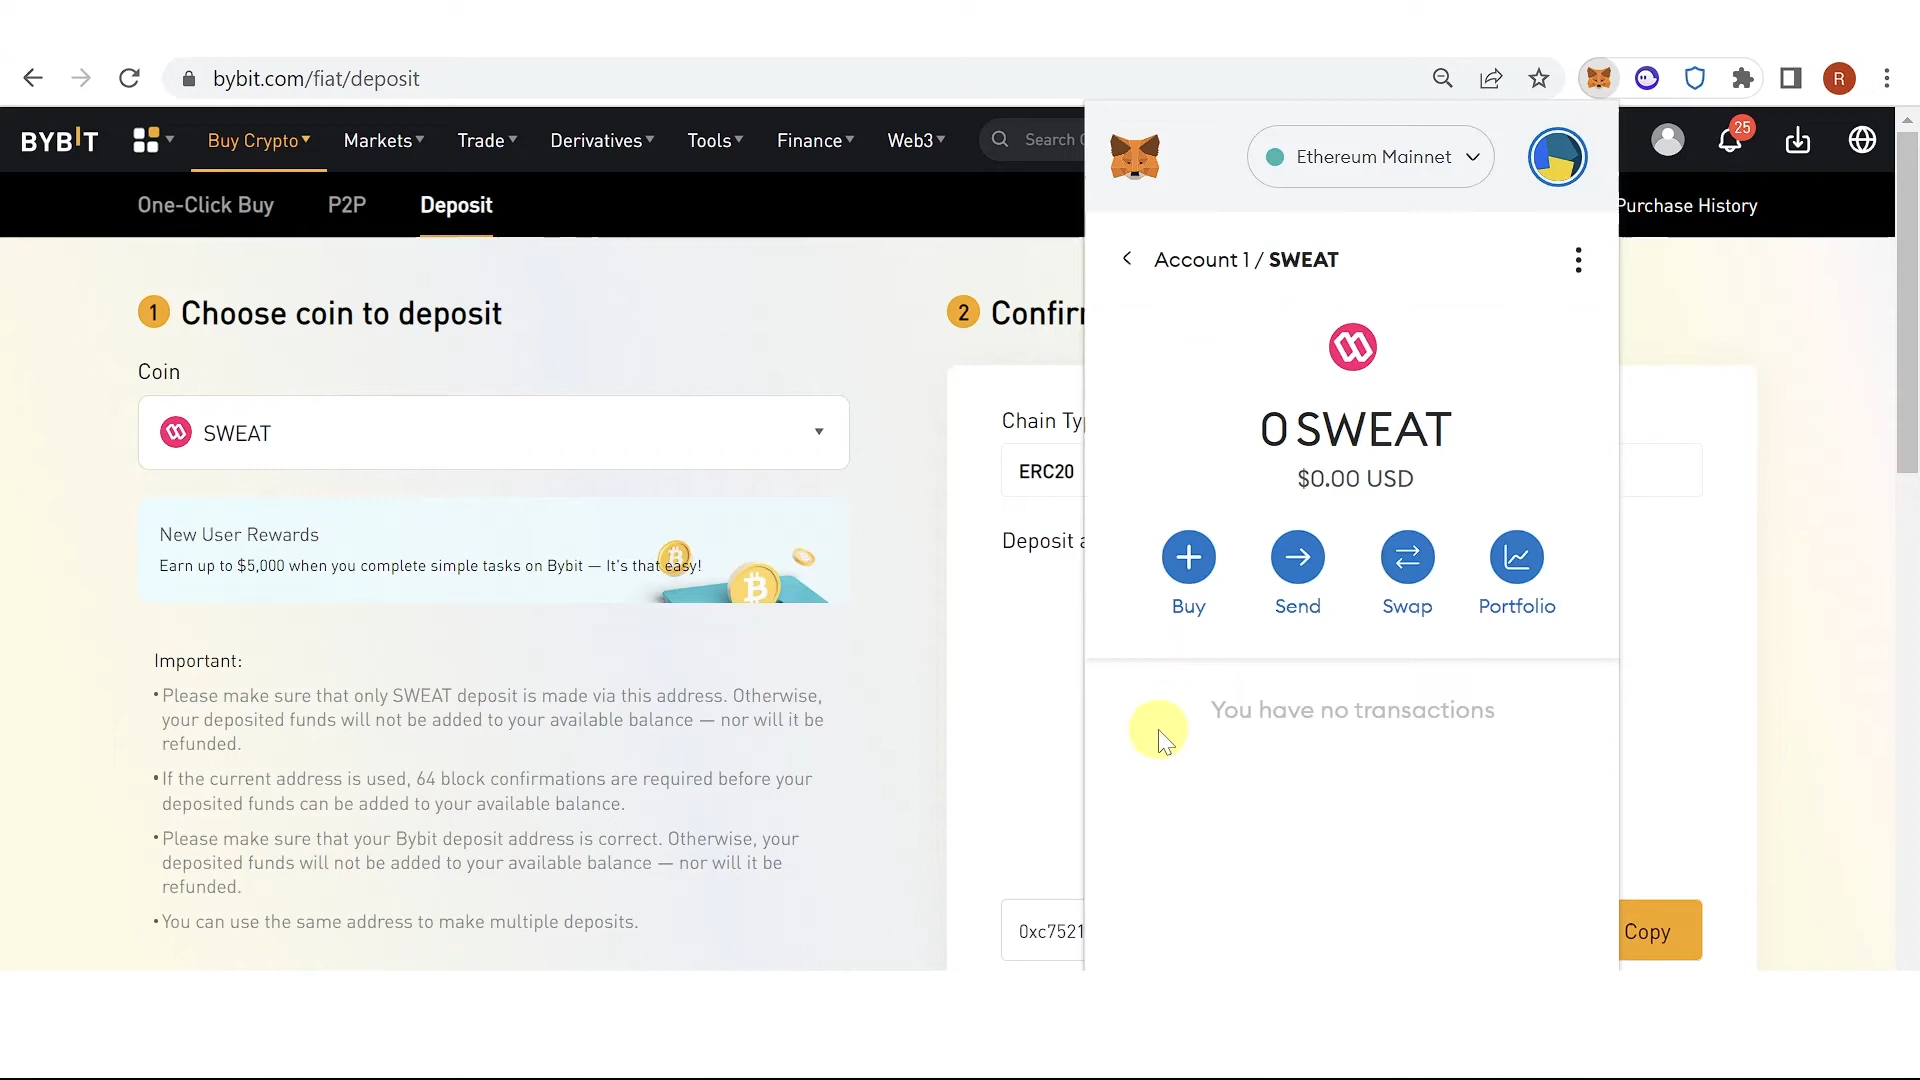 bybit.com/fiat/deposit
R
BYBIT
Buy Crypto
Markets
Trade
Derivatives
Tools
Finance
Web3
Search
25
One-Click Buy
P2P
Deposit
Purchase History
Ethereum Mainnet
Account 1 / SWEAT
0 SWEAT
$0.00 USD
Buy
Send
Swap
Portfolio
You have no transactions
1 Choose coin to deposit
Coin
SWEAT
New User Rewards
Earn up to $5,000 when you complete simple tasks on Bybit — It's that easy!
Important:
•Please make sure that only SWEAT deposit is made via this address. Otherwise,
your deposited funds will not be added to your available balance — nor will it be
refunded.
•If the current address is used, 64 block confirmations are required before your
deposited funds can be added to your available balance.
•Please make sure that your Bybit deposit address is correct. Otherwise, your
deposited funds will not be added to your available balance — nor will it be
refunded.
•You can use the same address to make multiple deposits.
2
Chain
ERC20
Deposit
0xc7521
Copy